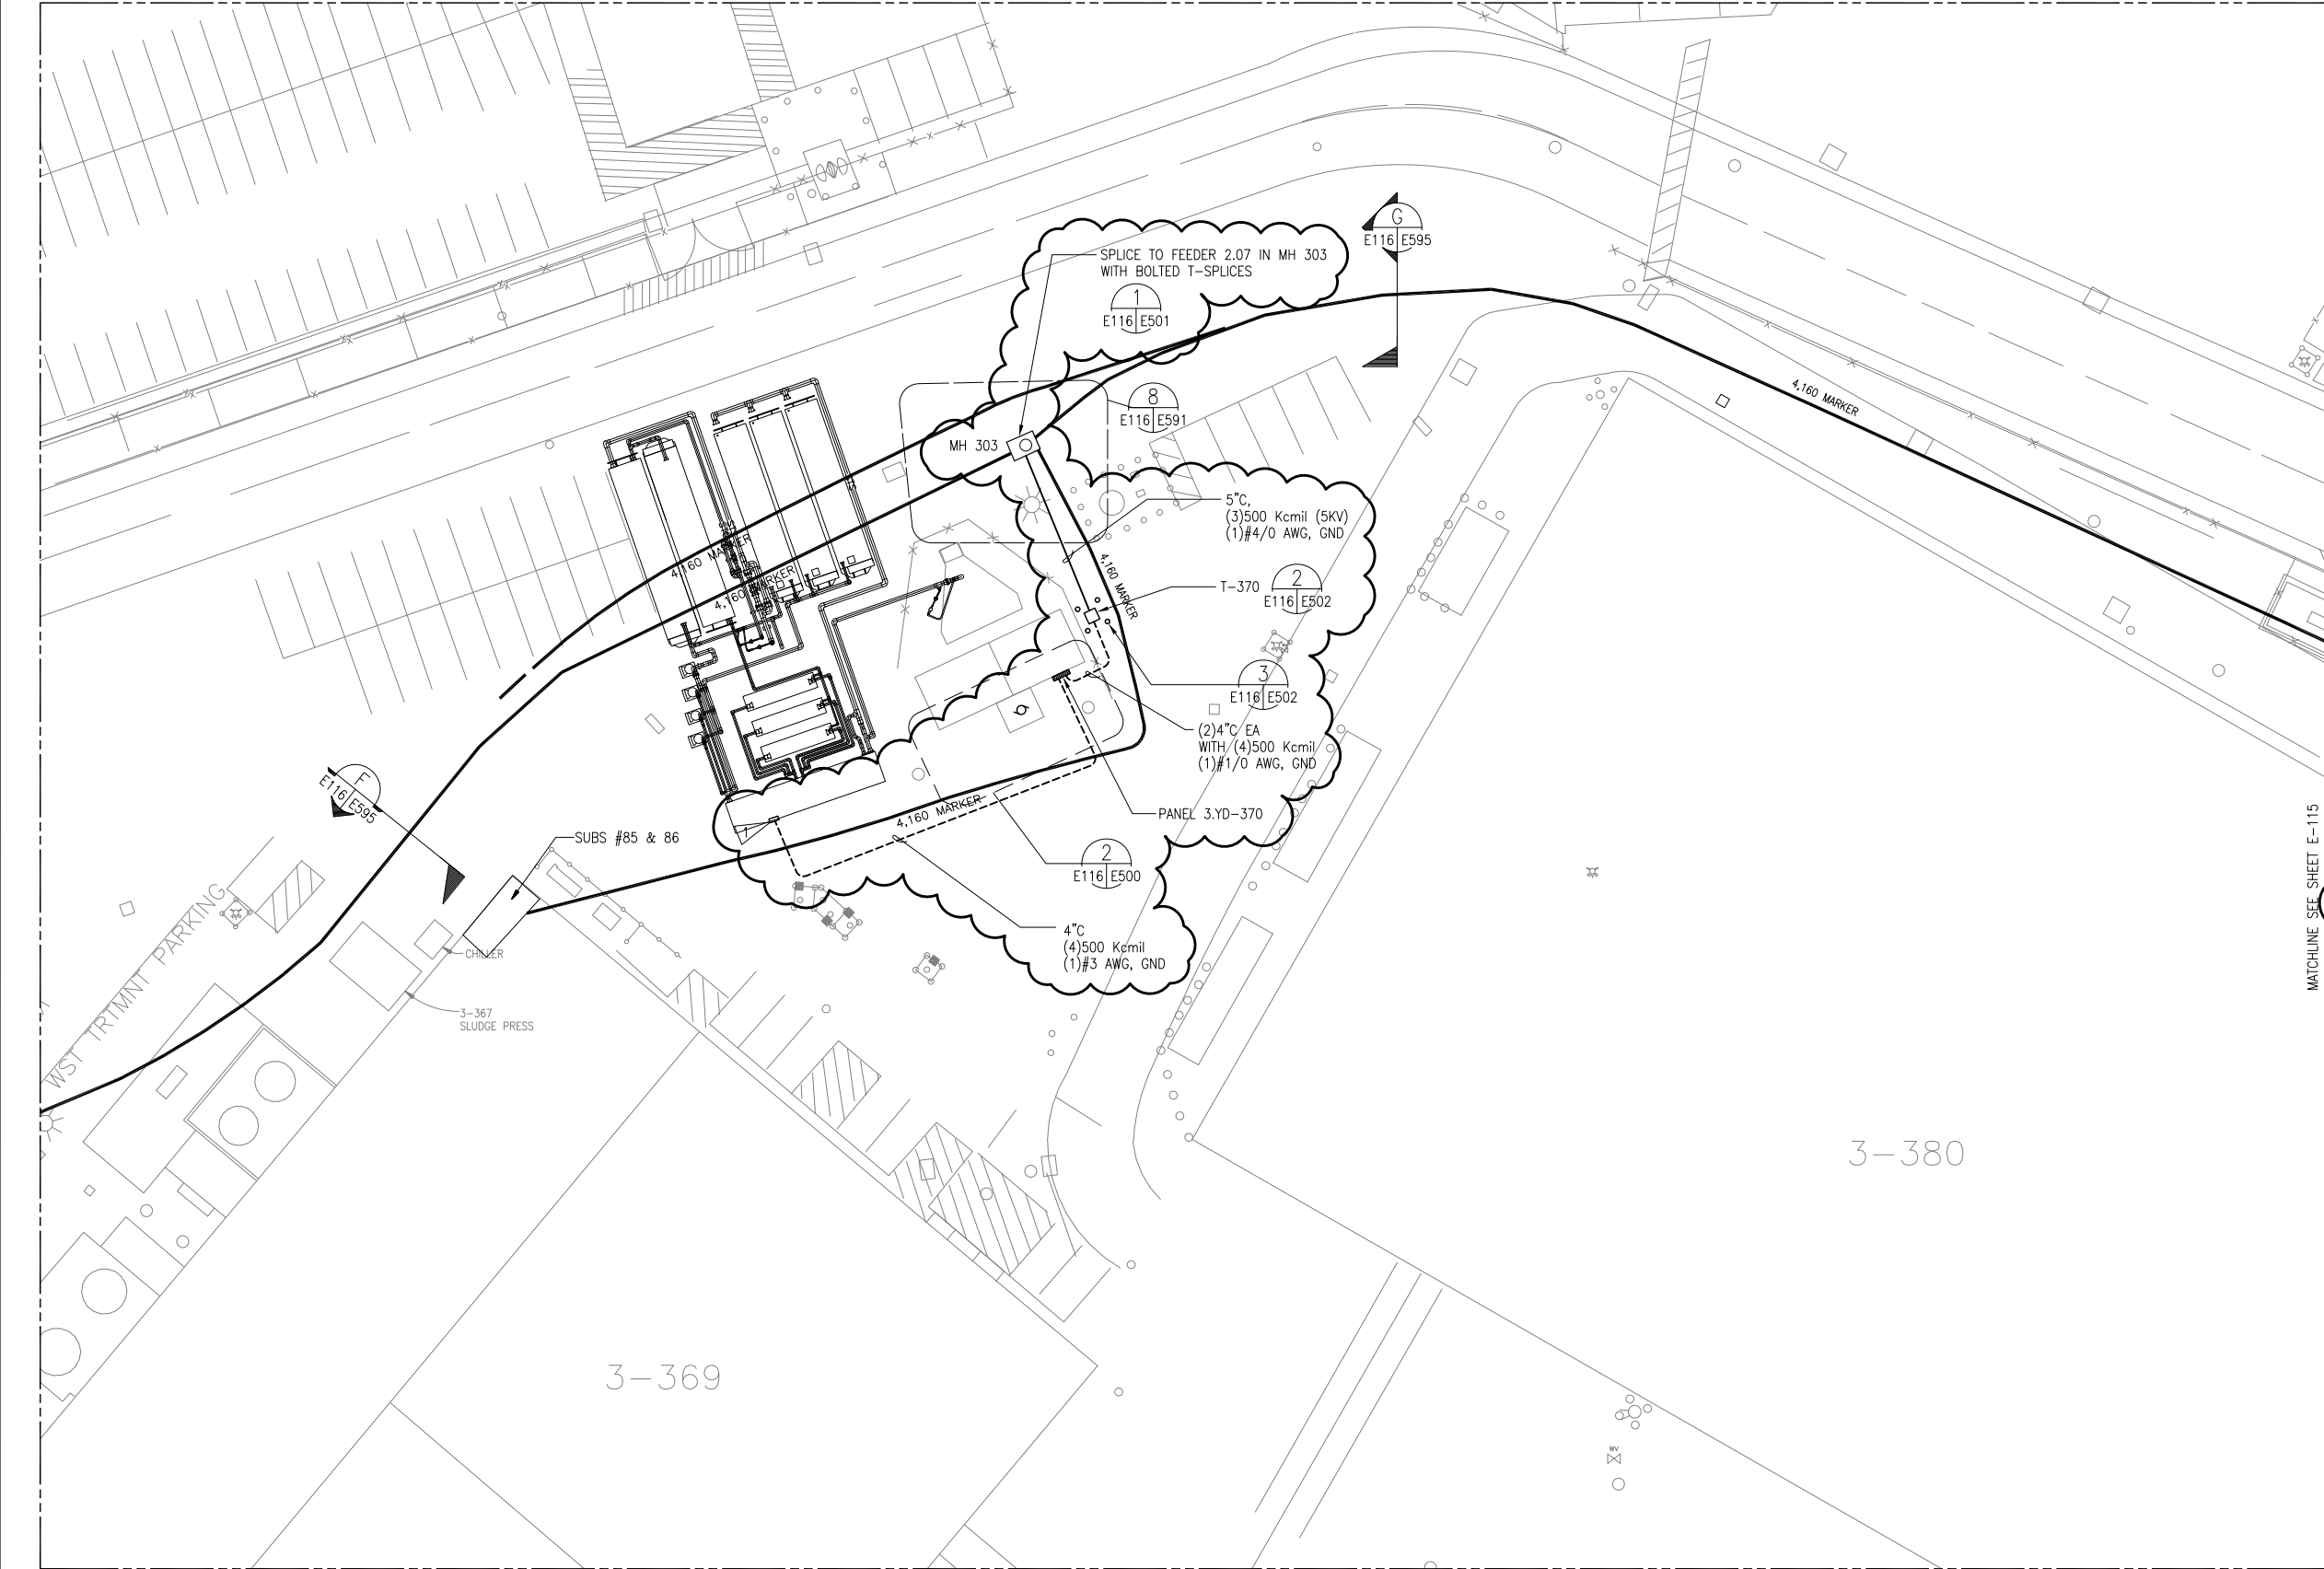 G
E116 E595
SPLICE TO FEEDER 2.07 IN MH 303
WITH BOLTED T-SPLICES
1
E116 E501
8
E116 E591
4,160 MARKER
MH 303
5"C,
(3)500 Kcmil (5KV)
(1)#4/0 AWG, GND
4,160 MARKER
4,160 MARKER
4,160 MARKER
T-370
2
E116 E502
3
E116 E502
(2)4"C EA
WITH (4)500 Kcmil
(1)#1/0 AWG, GND
F
E116 E595
4,160 MARKER
PANEL 3.YD-370
1
SUBS #85 & 86
2
E116 E500
4"C
(4)500 Kcmil
(1)#3 AWG, GND
MATCHLINE SEE SHEET E-115
WST TRTMNT PARKING
CHILLER
3-367
SLUDGE PRESS
3-380
3-369
WV